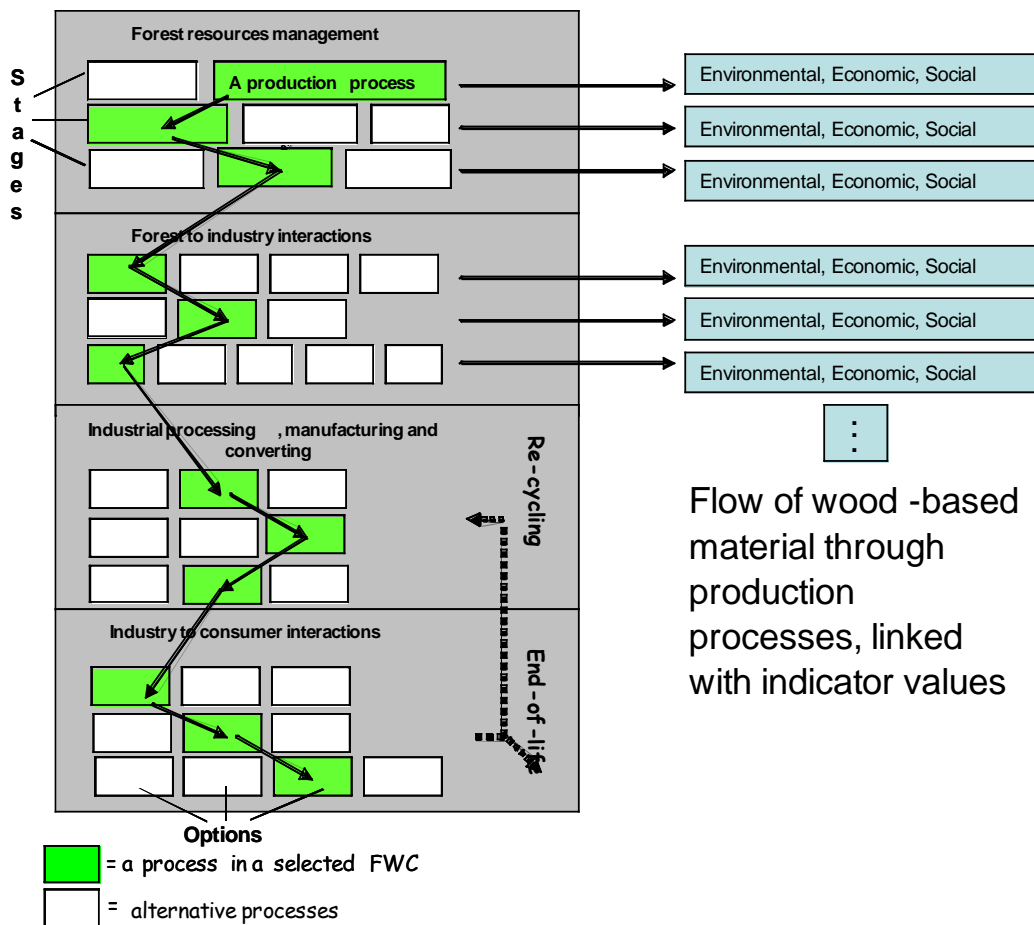 Forest resources management
Stages
A production process
Environmental, Economic, Social
Environmental, Economic, Social
Environmental, Economic, Social
Forest to industry interactions
Environmental, Economic, Social
Environmental, Economic, Social
Environmental, Economic, Social
⋮
Industrial processing , manufacturing and
converting
Re-cycling
Flow of wood -based
material through
production
processes, linked
with indicator values
Industry to consumer interactions
End-of-life
Options
= a process in a selected FWC
= alternative processes